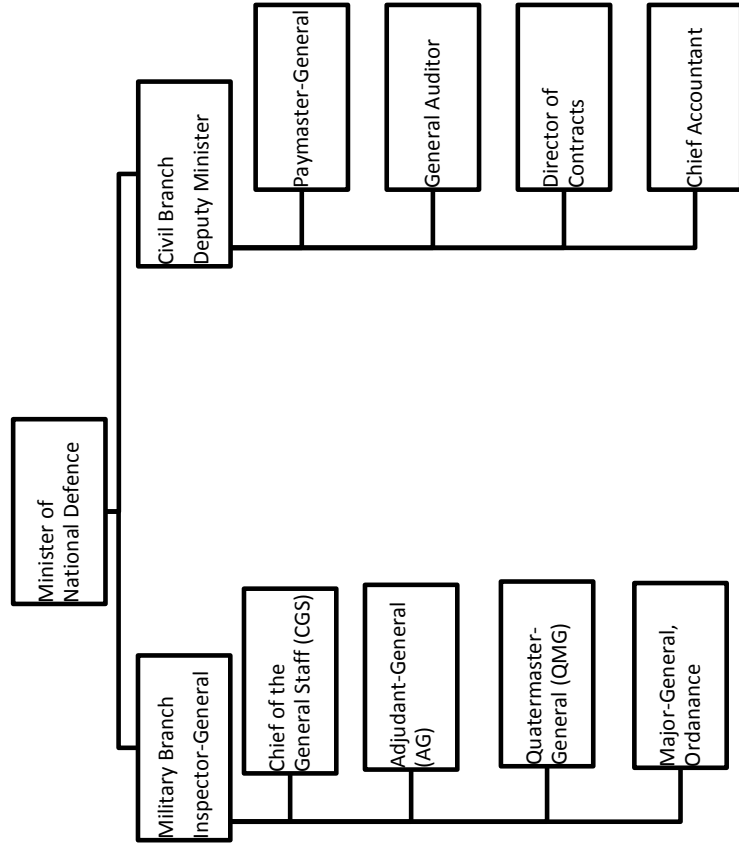 Minister of
National Defence
Military Branch
Inspector-General
Chief of the
General Staff (CGS)
Adjudant-General
(AG)
Quatermaster-
General (QMG)
Major-General,
Ordanance
Civil Branch
Deputy Minister
Paymaster-General
General Auditor
Director of
Contracts
Chief Accountant